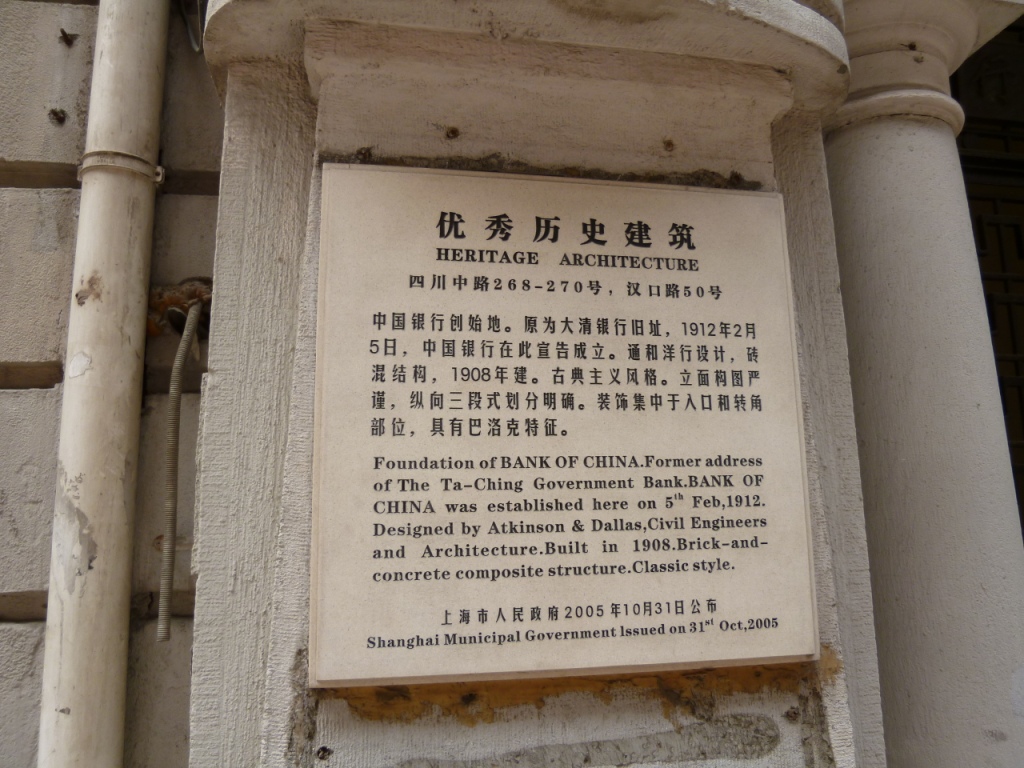 优秀历史建筑
HERITAGE ARCHITECTURE
四川中路268-270号，汉口路50号
中国银行创始地。原为大清银行旧址，1912年2月
5日，中国银行在此宣告成立。通和洋行设计，砖
混结构，1908年建。古典主义风格。立面构图严
谨，纵向三段式划分明确。装饰集中于入口和转角
部位，具有巴洛克特征。
Foundation of BANK OF CHINA.Former address
of The Ta-Ching Government Bank.BANK OF
CHINA was established here on 5th Feb,1912.
Designed by Atkinson & Dallas,Civil Engineers
and Architecture.Built in 1908.Brick-and-
concrete composite structure.Classic style.
上海市人民政府2005年10月31日公布
Shanghai Municipal Government Issued on 31st Oct,2005